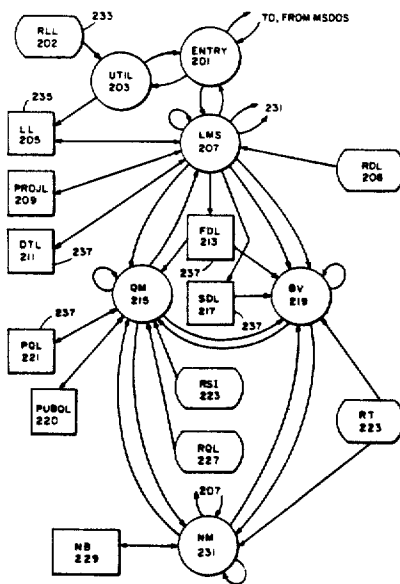 233
RLL
202
ENTRY
201
TO, FROM MSDOS
UTIL
203
235
LL
205
231
LMS
207
RDL
208
PROJL
209
DTL
211
237
FDL
213
237
QM
215
SDL
217
237
BV
219
237
PQL
221
PUBQL
220
RSI
223
RT
223
RQL
227
207
NB
229
NM
231